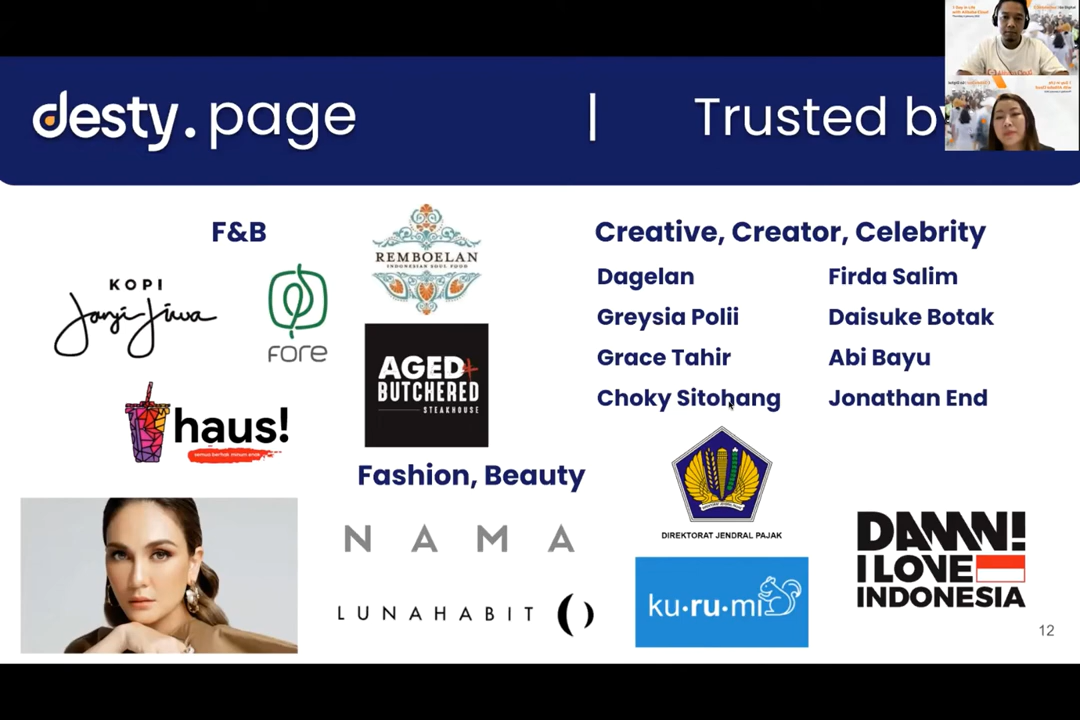 desty.page | Trusted by
F&B
KOPI
Janji Jiwa
FORE
haus!
semua berhak minum enak
REMBOELAN
INDONESIAN SOUL FOOD
AGED+
BUTCHERED
STEAKHOUSE
Fashion, Beauty
NAMA
LUNAHABIT
Creative, Creator, Celebrity
Dagelan
Firda Salim
Greysia Polii
Daisuke Botak
Grace Tahir
Abi Bayu
Choky Sitohang
Jonathan End
DIREKTORAT JENDRAL PAJAK
ku•ru•mi
DAMN!
I LOVE
INDONESIA
12